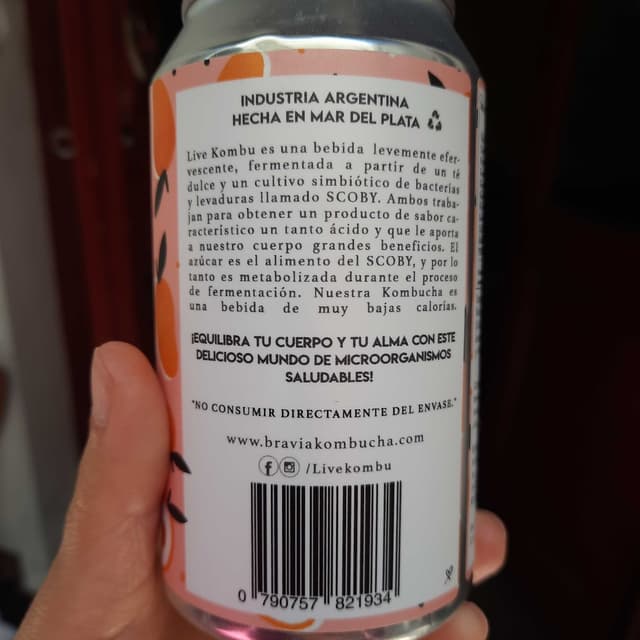 INDUSTRIA ARGENTINA
HECHA EN MAR DEL PLATA
Live Kombu es una bebida levemente efer-
vescente, fermentada a partir de un té
dulce y un cultivo simbiótico de bacterias
y levaduras llamado SCOBY. Ambos traba-
jan para obtener un producto de sabor ca-
racterístico un tanto ácido y que le aporta
a nuestro cuerpo grandes beneficios. El
azúcar es el alimento del SCOBY, y por lo
tanto es metabolizada durante el proceso
de fermentación. Nuestra Kombucha es
una bebida de muy bajas calorías.
¡EQUILIBRA TU CUERPO Y TU ALMA CON ESTE
DELICIOSO MUNDO DE MICROORGANISMOS
SALUDABLES!
"NO CONSUMIR DIRECTAMENTE DEL ENVASE."
www.braviakombucha.com
/Livekombu
0 790757 821934